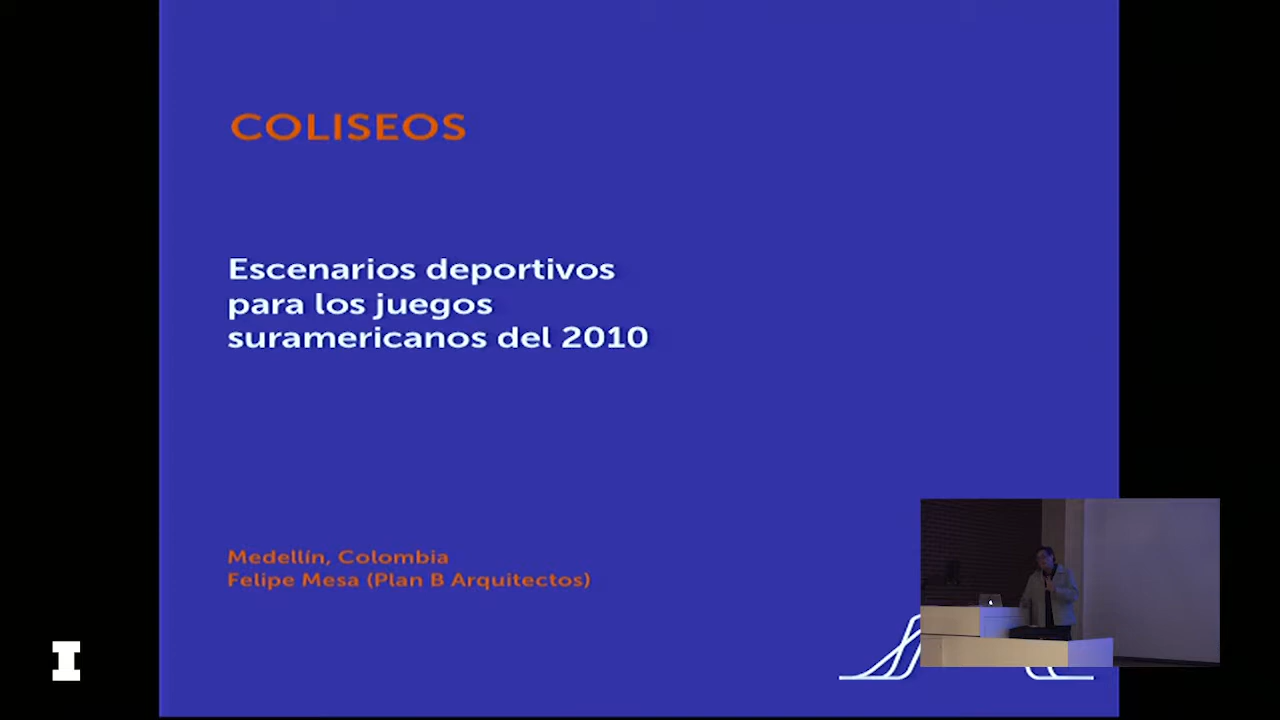 COLISEOS
Escenarios deportivos
para los juegos
suramericanos del 2010
Medellín, Colombia
Felipe Mesa (Plan B Arquitectos)
I